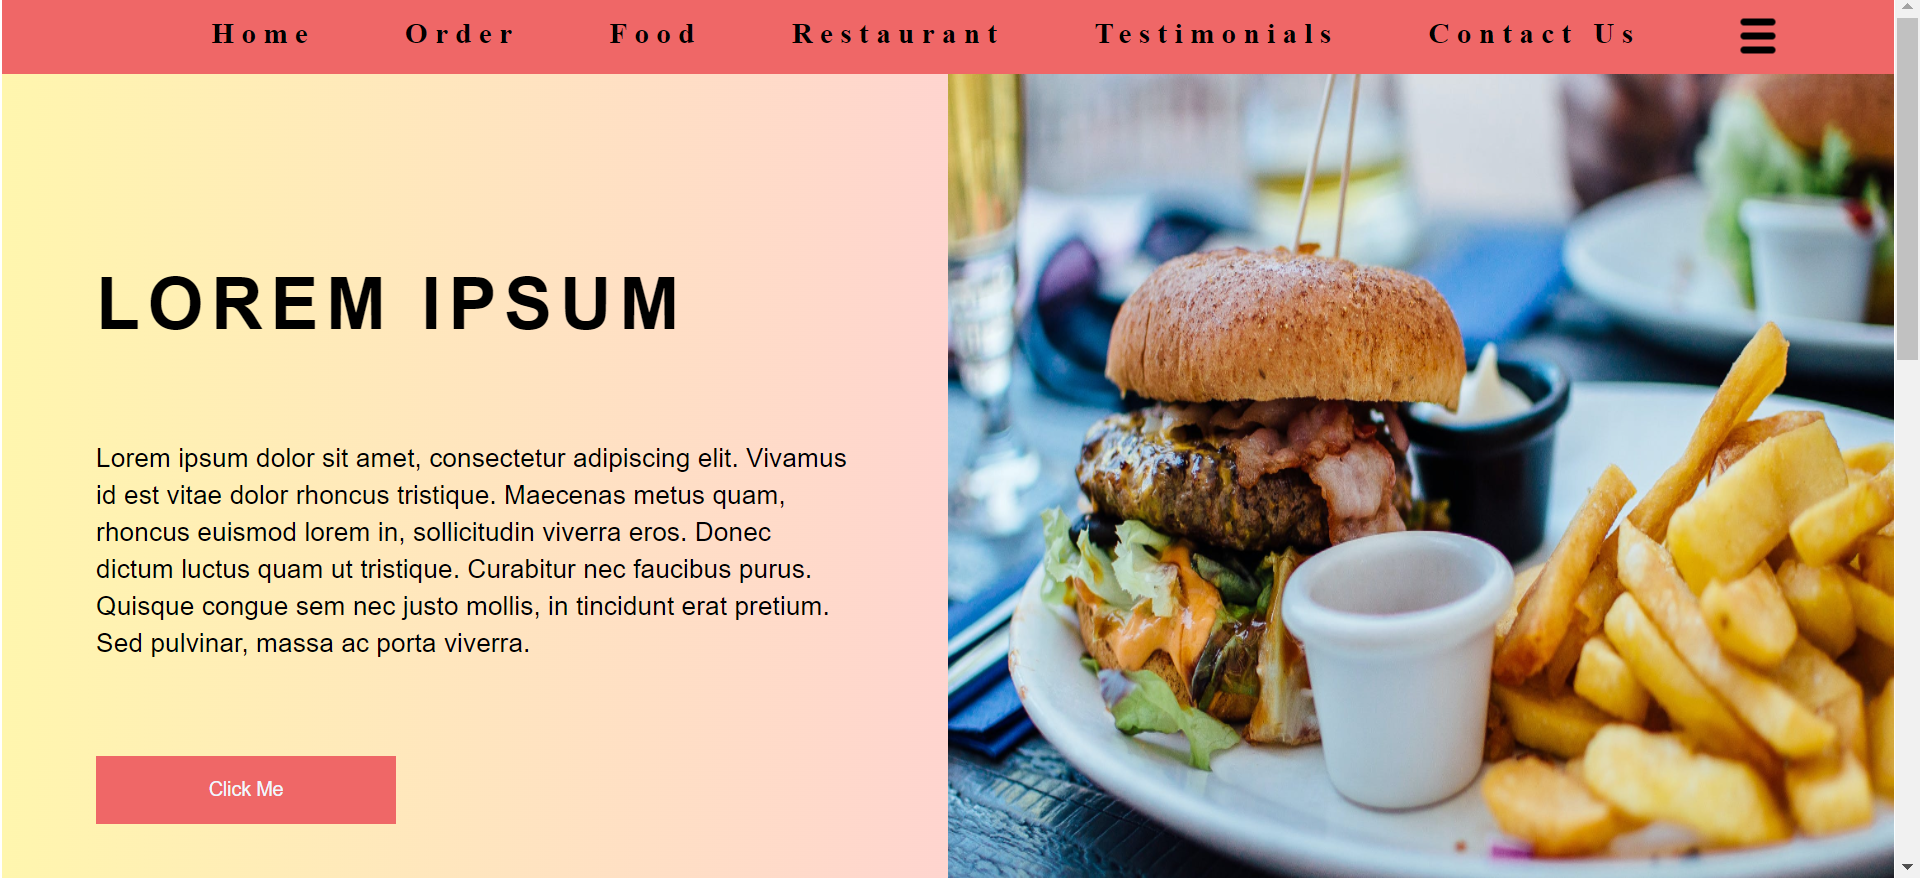 Home Order Food Restaurant Testimonials Contact Us
LOREM IPSUM
Lorem ipsum dolor sit amet, consectetur adipiscing elit. Vivamus
id est vitae dolor rhoncus tristique. Maecenas metus quam,
rhoncus euismod lorem in, sollicitudin viverra eros. Donec
dictum luctus quam ut tristique. Curabitur nec faucibus purus.
Quisque congue sem nec justo mollis, in tincidunt erat pretium.
Sed pulvinar, massa ac porta viverra.
Click Me